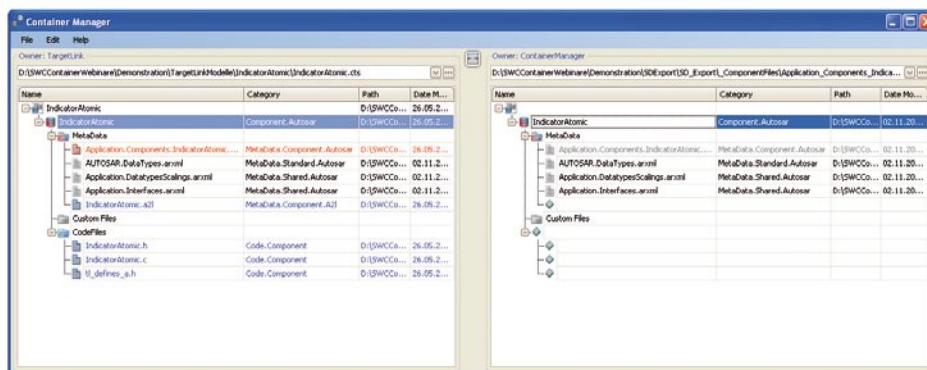 Container Manager
File Edit Help
Owner: TargetLink
D:\SWCContainerWebinare\Demonstration\TargetLinkModelle\IndicatorAtomic\IndicatorAtomic.cts
Name Category Path Date M...
IndicatorAtomic D:\SWCCo... 26.05.2...
IndicatorAtomic Component.Autosar D:\SWCCo... 26.05.2...
MetaData
Application.Components.IndicatorAtomic.... MetaData.Component.Autosar D:\SWCCo... 26.05.2...
AUTOSAR.DataTypes.arxml MetaData.Standard.Autosar D:\SWCCo... 02.11.2...
Application.DatatypesScalings.arxml MetaData.Shared.Autosar D:\SWCCo... 02.11.2...
Application.Interfaces.arxml MetaData.Shared.Autosar D:\SWCCo... 02.11.2...
IndicatorAtomic.a2l MetaData.Component.A2l D:\SWCCo... 26.05.2...
Custom Files
CodeFiles
IndicatorAtomic.h Code.Component D:\SWCCo... 26.05.2...
IndicatorAtomic.c Code.Component D:\SWCCo... 26.05.2...
tl_defines_a.h Code.Component D:\SWCCo... 26.05.2...
Owner: ContainerManager
D:\SWCContainerWebinare\Demonstration\SDExport\SD_Export\_ComponentFiles\Application_Components_Indica...
Name Category Path Date Mo...
IndicatorAtomic Component.Autosar D:\SWCCo... 02.11.20...
MetaData
Application.Components.IndicatorAtomic.... MetaData.Component.Autosar D:\SWCCo... 02.11.20...
AUTOSAR.DataTypes.arxml MetaData.Standard.Autosar D:\SWCCo... 02.11.20...
Application.DatatypesScalings.arxml MetaData.Shared.Autosar D:\SWCCo... 02.11.20...
Application.Interfaces.arxml MetaData.Shared.Autosar D:\SWCCo... 02.11.20...
Custom Files